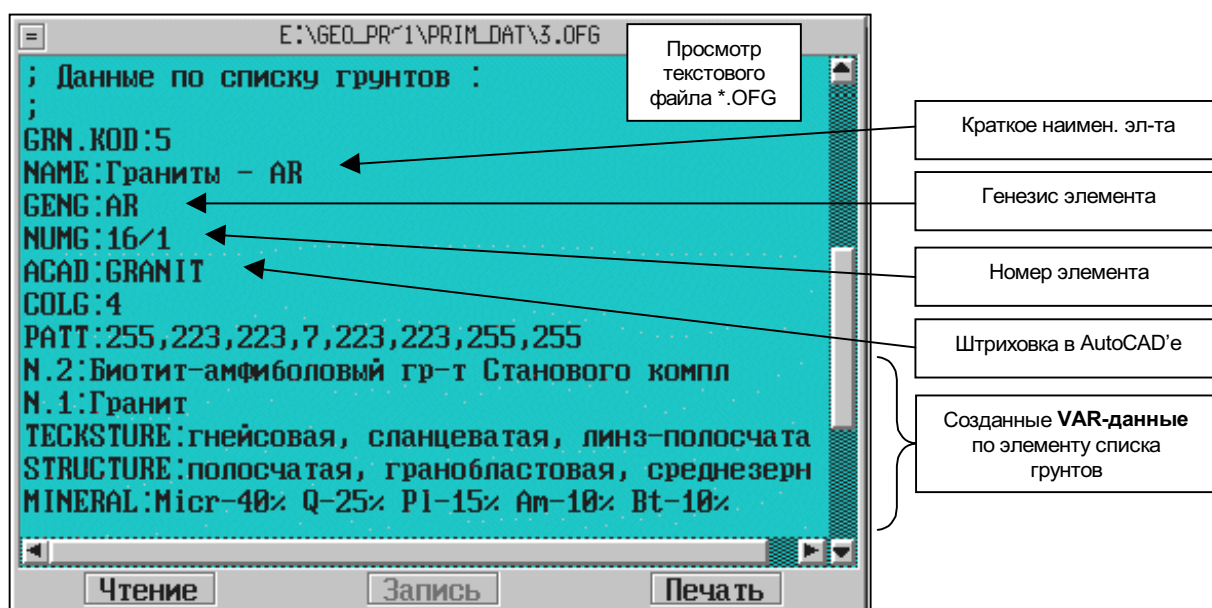 E:\GEO_PR~1\PRIM_DAT\3.OFG
Просмотр
текстового
файла *.OFG
; Данные по списку грунтов :
;
GRN.KOD:5
NAME:Граниты - AR
GENG:AR
NUMG:16/1
ACAD:GRANIT
COLG:4
PATT:255,223,223,7,223,223,255,255
N.2:Биотит-амфиболовый гр-т Станового компл
N.1:Гранит
TECKSTURE:гнейсовая, сланцеватая, линз-полосчата
STRUCTURE:полосчатая, гранобластовая, среднезерн
MINERAL:Micr-40% Q-25% Pl-15% Am-10% Bt-10%
Чтение
Запись
Печать
Краткое наимен. эл-та
Генезис элемента
Номер элемента
Штриховка в AutoCAD'е
Созданные VAR-данные
по элементу списка
грунтов